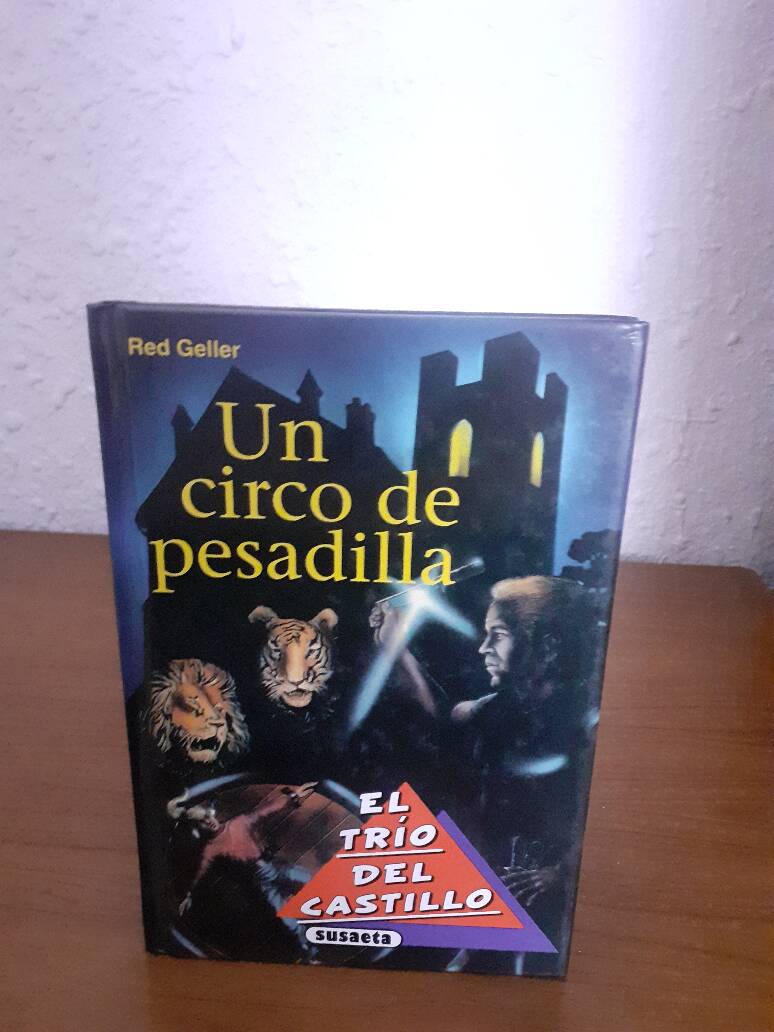 Red Geller
Un
circo de
pesadilla
EL
TRÍO
DEL
CASTILLO
susaeta